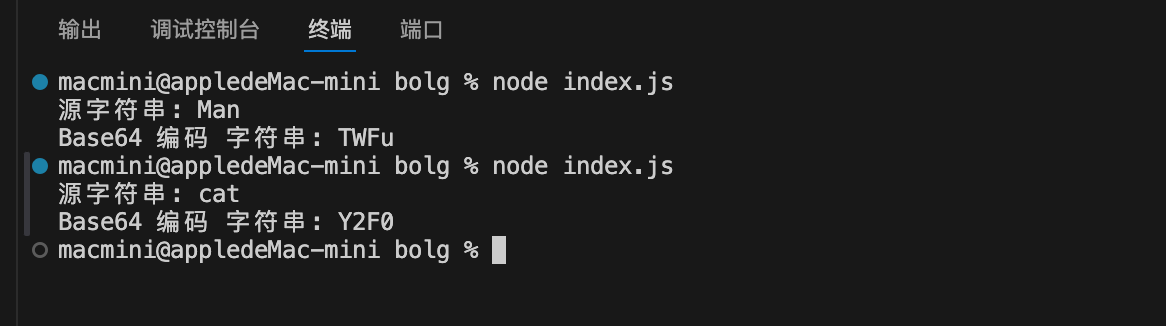 输出 调试控制台 终端 端口
macmini@appledeMac-mini bolg % node index.js
源字符串: Man
Base64 编码 字符串: TWFu
macmini@appledeMac-mini bolg % node index.js
源字符串: cat
Base64 编码 字符串: Y2F0
macmini@appledeMac-mini bolg %